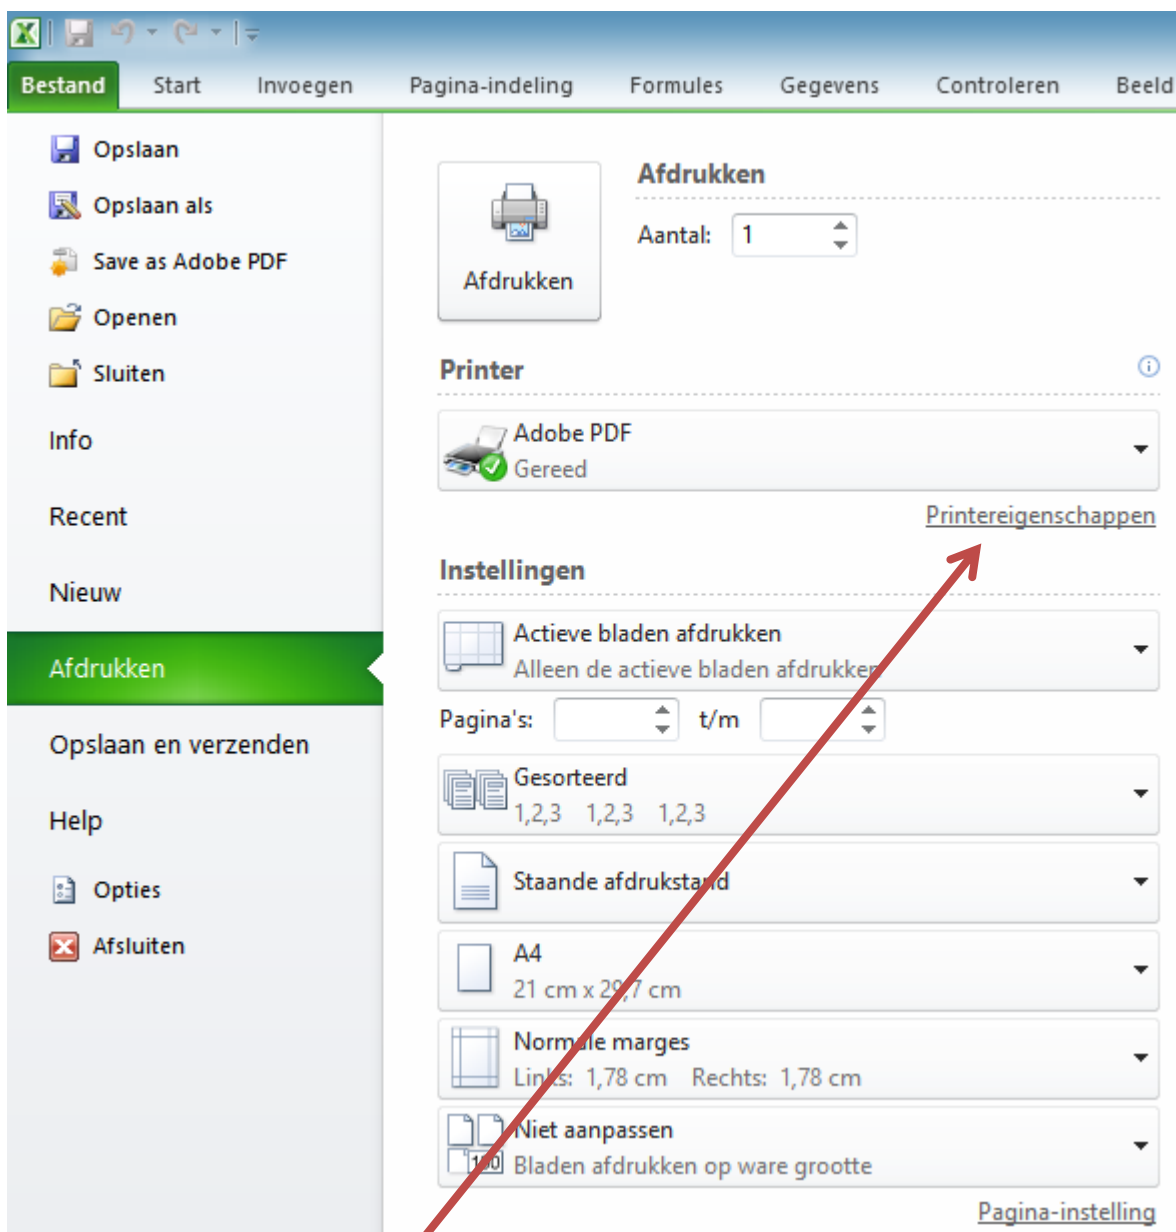 Bestand Start Invoegen Pagina-indeling Formules Gegevens Controleren Beeld
Opslaan
Opslaan als
Save as Adobe PDF
Openen
Sluiten
Info
Recent
Nieuw
Afdrukken
Opslaan en verzenden
Help
Opties
Afsluiten
Afdrukken
Afdrukken
Aantal: 1
Printer
Adobe PDF
Gereed
Printereigenschappen
Instellingen
Actieve bladen afdrukken
Alleen de actieve bladen afdrukken
Pagina's: t/m
Gesorteerd
1,2,3 1,2,3 1,2,3
Staande afdrukstand
A4
21 cm x 29,7 cm
Normale marges
Links: 1,78 cm Rechts: 1,78 cm
Niet aanpassen
100
Bladen afdrukken op ware grootte
Pagina-instelling